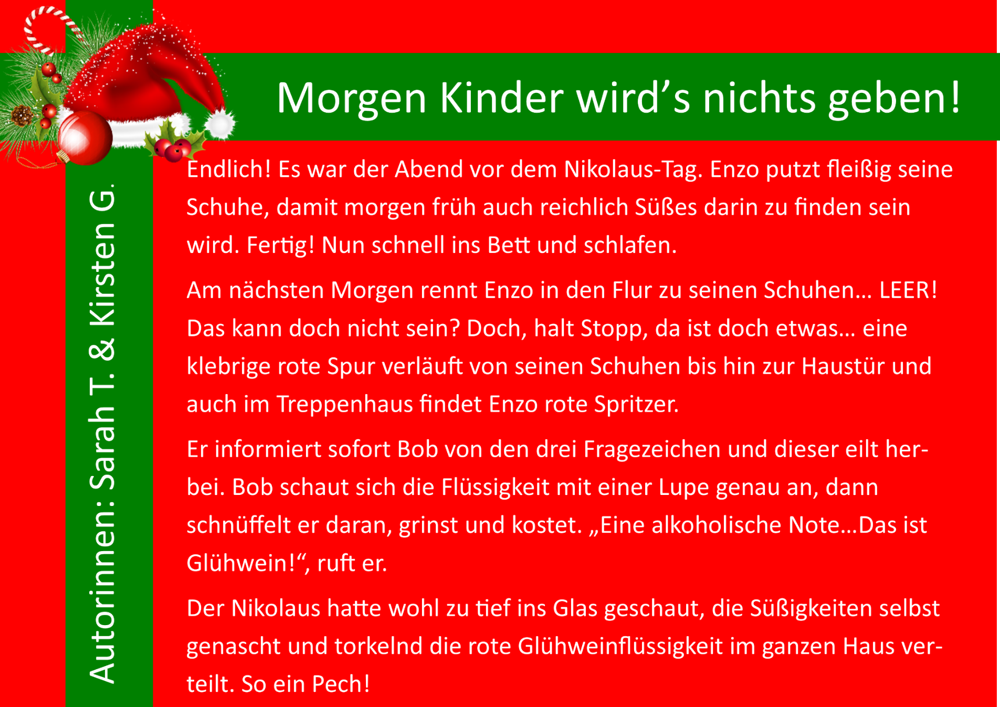 Morgen Kinder wird’s nichts geben!
Autorinnen: Sarah T. & Kirsten G.
Endlich! Es war der Abend vor dem Nikolaus-Tag. Enzo putzt fleißig seine
Schuhe, damit morgen früh auch reichlich Süßes darin zu finden sein
wird. Fertig! Nun schnell ins Bett und schlafen.
Am nächsten Morgen rennt Enzo in den Flur zu seinen Schuhen… LEER!
Das kann doch nicht sein? Doch, halt Stopp, da ist doch etwas… eine
klebrige rote Spur verläuft von seinen Schuhen bis hin zur Haustür und
auch im Treppenhaus findet Enzo rote Spritzer.
Er informiert sofort Bob von den drei Fragezeichen und dieser eilt her-
bei. Bob schaut sich die Flüssigkeit mit einer Lupe genau an, dann
schnüffelt er daran, grinst und kostet. „Eine alkoholische Note…Das ist
Glühwein!“, ruft er.
Der Nikolaus hatte wohl zu tief ins Glas geschaut, die Süßigkeiten selbst
genascht und torkelnd die rote Glühweinflüssigkeit im ganzen Haus ver-
teilt. So ein Pech!